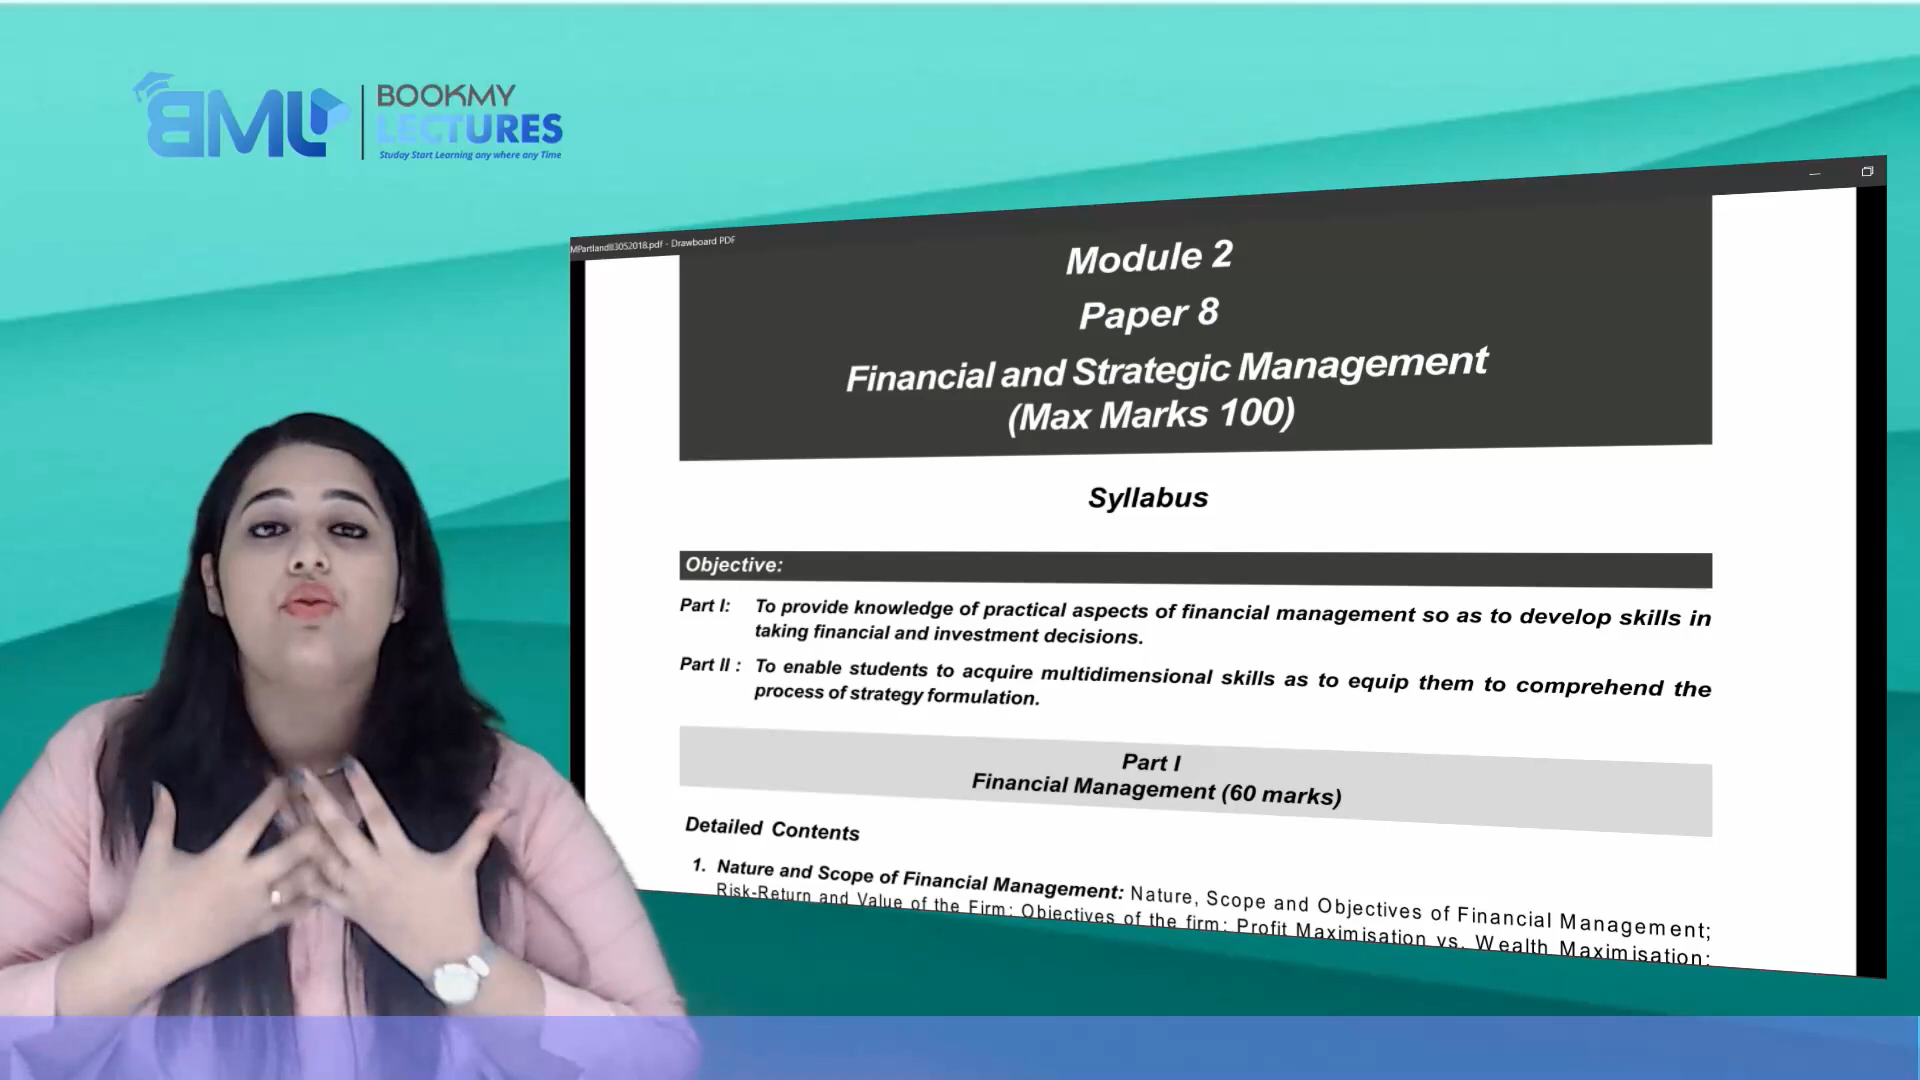 BML
BOOKMY
LECTURES
Studay Start Learning any where any Time
MPartIandII3052018.pdf - Drawboard PDF
Module 2
Paper 8
Financial and Strategic Management
(Max Marks 100)
Syllabus
Objective:
Part I: To provide knowledge of practical aspects of financial management so as to develop skills in
taking financial and investment decisions.
Part II : To enable students to acquire multidimensional skills as to equip them to comprehend the
process of strategy formulation.
Part I
Financial Management (60 marks)
Detailed Contents
1. Nature and Scope of Financial Management: Nature, Scope and Objectives of Financial Management;
Risk-Return and Value of the Firm; Objectives of the firm; Profit Maximisation vs. Wealth Maximisation;